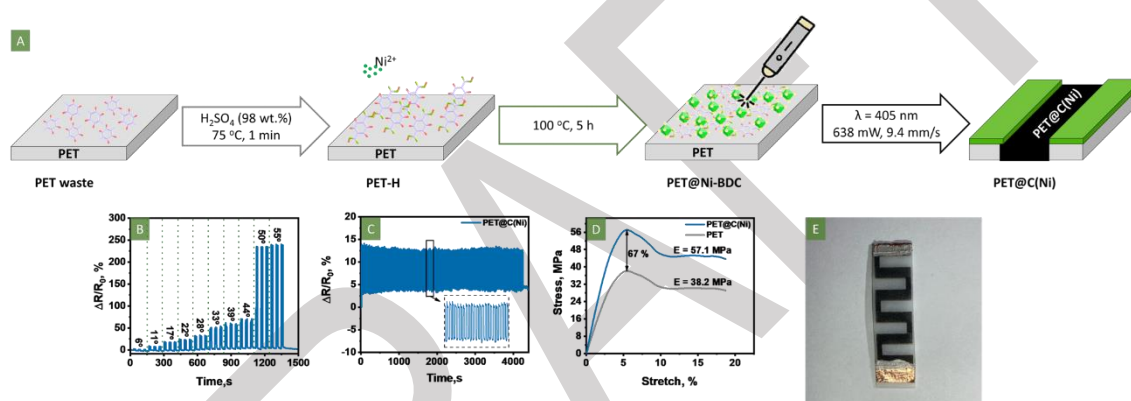 A
Ni²⁺
H₂SO₄ (98 wt.%)
75 °C, 1 min
100 °C, 5 h
λ = 405 nm
638 mW, 9.4 mm/s
PET@C(Ni)
PET
PET
PET
PET waste
PET-H
PET@Ni-BDC
PET@C(Ni)
B
300
250
200
150
100
50
0
6°
11°
17°
22°
28°
33°
39°
44°
50°
55°
0 300 600 900 1200 1500
ΔR/R₀, %
Time,s
C
PET@C(Ni)
20
15
10
5
0
-5
-10
0 1000 2000 3000 4000
ΔR/R₀, %
Time,s
D
PET@C(Ni)
PET
56
48
40
32
24
16
8
0
67 %
E = 57.1 MPa
E = 38.2 MPa
0 5 10 15 20
Stress, MPa
Stretch, %
E